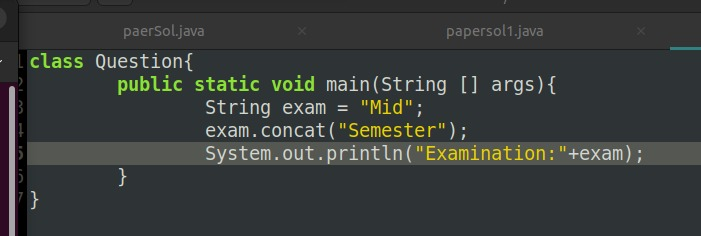 paerSol.java × papersol1.java ×
1 class Question{
2 public static void main(String [] args){
3 String exam = "Mid";
4 exam.concat("Semester");
5 System.out.println("Examination:"+exam);
6 }
7 }